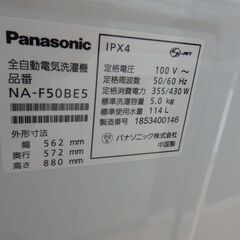 Panasonic
全自動電気洗濯機
品番
NA-F50BE5
外形寸法
幅 562 mm
奥行 572 mm
高さ 880 mm
IPX4
JET
定格電圧 100 V～
定格周波数 50/60 Hz
定格消費電力 355/430 W
標準洗濯容量 5.0 kg
標準使用水量 114 L
製造番号 1853400146
パナソニック株式会社
中国製